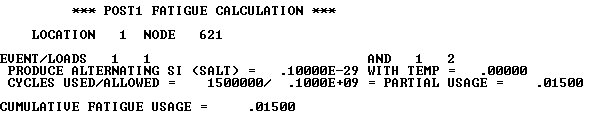 *** POST1 FATIGUE CALCULATION ***
LOCATION 1 NODE 621
EVENT/LOADS 1 1 AND 1 2
PRODUCE ALTERNATING SI (SALT) = .10000E-29 WITH TEMP = .00000
CYCLES USED/ALLOWED = 1500000/ .1000E+09 = PARTIAL USAGE = .01500
CUMULATIVE FATIGUE USAGE = .01500